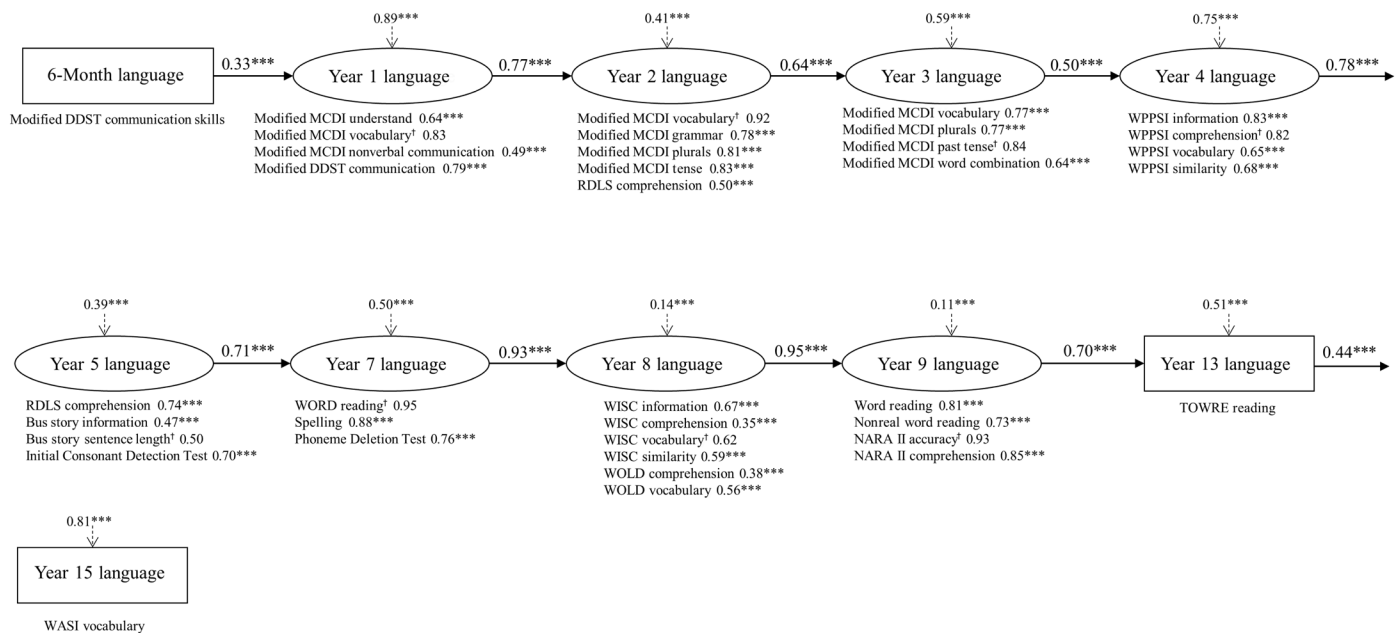 0.89***
0.41***
0.59***
0.75***
6-Month language
0.33***
Year 1 language
0.77***
Year 2 language
0.64***
Year 3 language
0.50***
Year 4 language
0.78***
Modified DDST communication skills
Modified MCDI understand 0.64***
Modified MCDI vocabulary† 0.83
Modified MCDI nonverbal communication 0.49***
Modified DDST communication 0.79***
Modified MCDI vocabulary† 0.92
Modified MCDI grammar 0.78***
Modified MCDI plurals 0.81***
Modified MCDI tense 0.83***
RDLS comprehension 0.50***
Modified MCDI vocabulary 0.77***
Modified MCDI plurals 0.77***
Modified MCDI past tense† 0.84
Modified MCDI word combination 0.64***
WPPSI information 0.83***
WPPSI comprehension† 0.82
WPPSI vocabulary 0.65***
WPPSI similarity 0.68***
0.39***
0.50***
0.14***
0.11***
0.51***
Year 5 language
0.71***
Year 7 language
0.93***
Year 8 language
0.95***
Year 9 language
0.70***
Year 13 language
0.44***
RDLS comprehension 0.74***
Bus story information 0.47***
Bus story sentence length† 0.50
Initial Consonant Detection Test 0.70***
WORD reading† 0.95
Spelling 0.88***
Phoneme Deletion Test 0.76***
WISC information 0.67***
WISC comprehension 0.35***
WISC vocabulary† 0.62
WISC similarity 0.59***
WOLD comprehension 0.38***
WOLD vocabulary 0.56***
Word reading 0.81***
Nonreal word reading 0.73***
NARA II accuracy† 0.93
NARA II comprehension 0.85***
TOWRE reading
0.81***
Year 15 language
WASI vocabulary